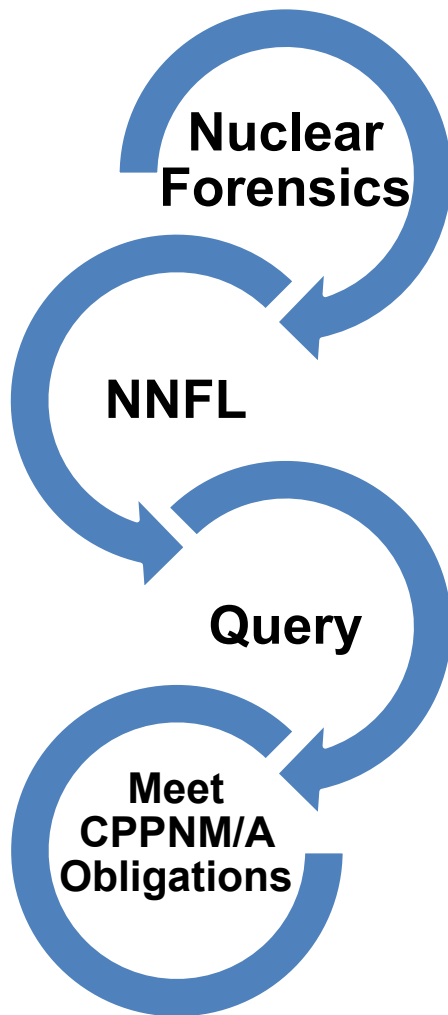 Nuclear
Forensics
NNFL
Query
Meet
CPPNM/A
Obligations